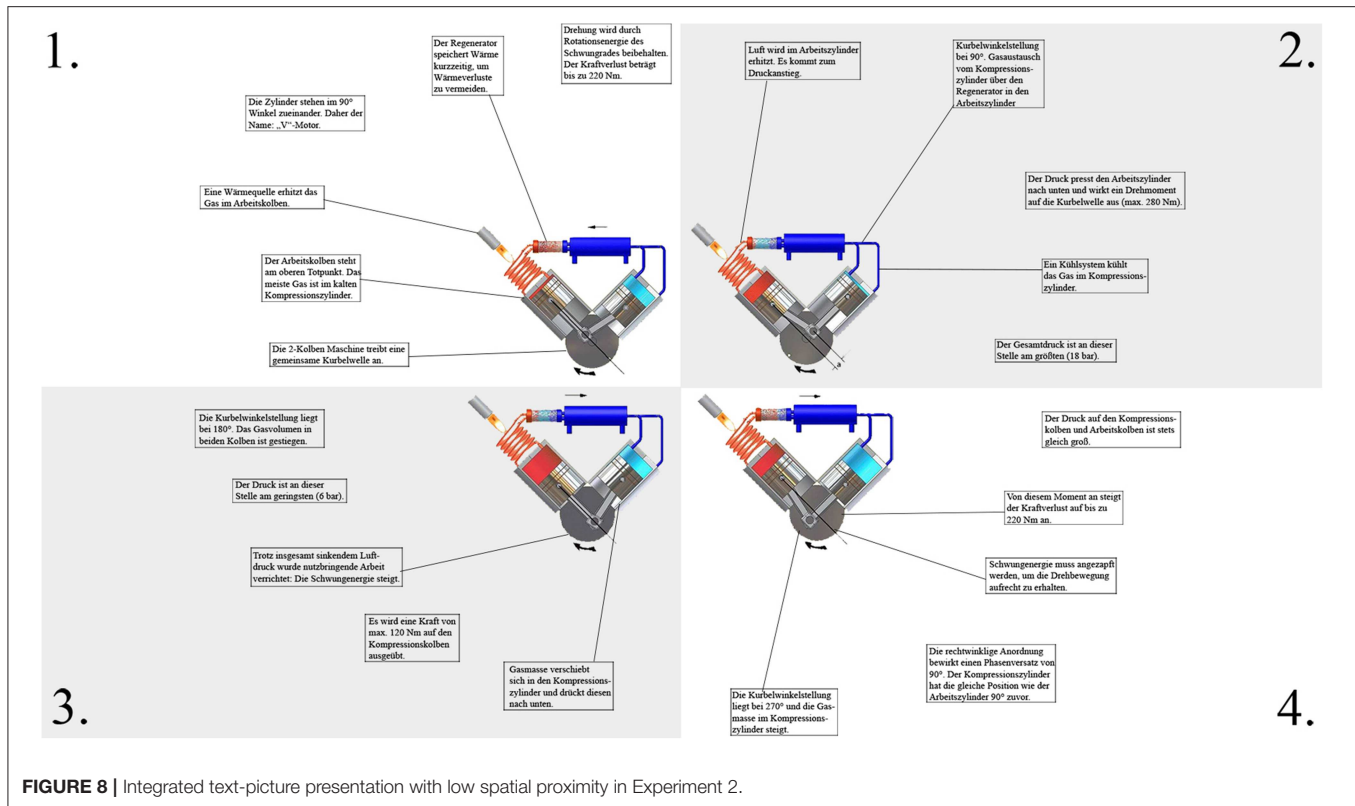 1.
Der Regenerator
speichert Wärme
kurzzeitig, um
Wärmeverluste
zu vermeiden.
Drehung wird durch
Rotationsenergie des
Schwungrades beibehalten.
Der Kraftverlust beträgt
bis zu 220 Nm.
Die Zylinder stehen im 90°
Winkel zueinander. Daher der
Name: „V“-Motor.
Eine Wärmequelle erhitzt das
Gas im Arbeitskolben.
Der Arbeitskolben steht
am oberen Totpunkt. Das
meiste Gas ist im kalten
Kompressionszylinder.
Die 2-Kolben Maschine treibt eine
gemeinsame Kurbelwelle an.
2.
Luft wird im Arbeitszylinder
erhitzt. Es kommt zum
Druckanstieg.
Kurbelwinkelstellung
bei 90°. Gasaustausch
vom Kompressions-
zylinder über den
Regenerator in den
Arbeitszylinder
Der Druck presst den Arbeitszylinder
nach unten und wirkt ein Drehmoment
auf die Kurbelwelle aus (max. 280 Nm).
Ein Kühlsystem kühlt
das Gas im Kompressions-
zylinder.
Der Gesamtdruck ist an dieser
Stelle am größten (18 bar).
3.
Die Kurbelwinkelstellung liegt
bei 180°. Das Gasvolumen in
beiden Kolben ist gestiegen.
Der Druck ist an dieser
Stelle am geringsten (6 bar).
Trotz insgesamt sinkendem Luft-
druck wurde nutzbringende Arbeit
verrichtet: Die Schwungenergie steigt.
Es wird eine Kraft von
max. 120 Nm auf den
Kompressionskolben
ausgeübt.
Gasmasse verschiebt
sich in den Kompressions-
zylinder und drückt diesen
nach unten.
4.
Der Druck auf den Kompressions-
kolben und Arbeitskolben ist stets
gleich groß.
Von diesem Moment an steigt
der Kraftverlust auf bis zu
220 Nm an.
Schwungenergie muss angezapft
werden, um die Drehbewegung
aufrecht zu erhalten.
Die rechtwinklige Anordnung
bewirkt einen Phasenversatz von
90°. Der Kompressionszylinder
hat die gleiche Position wie der
Arbeitszylinder 90° zuvor.
Die Kurbelwinkelstellung
liegt bei 270° und die Gas-
masse im Kompressions-
zylinder steigt.
FIGURE 8 | Integrated text-picture presentation with low spatial proximity in Experiment 2.